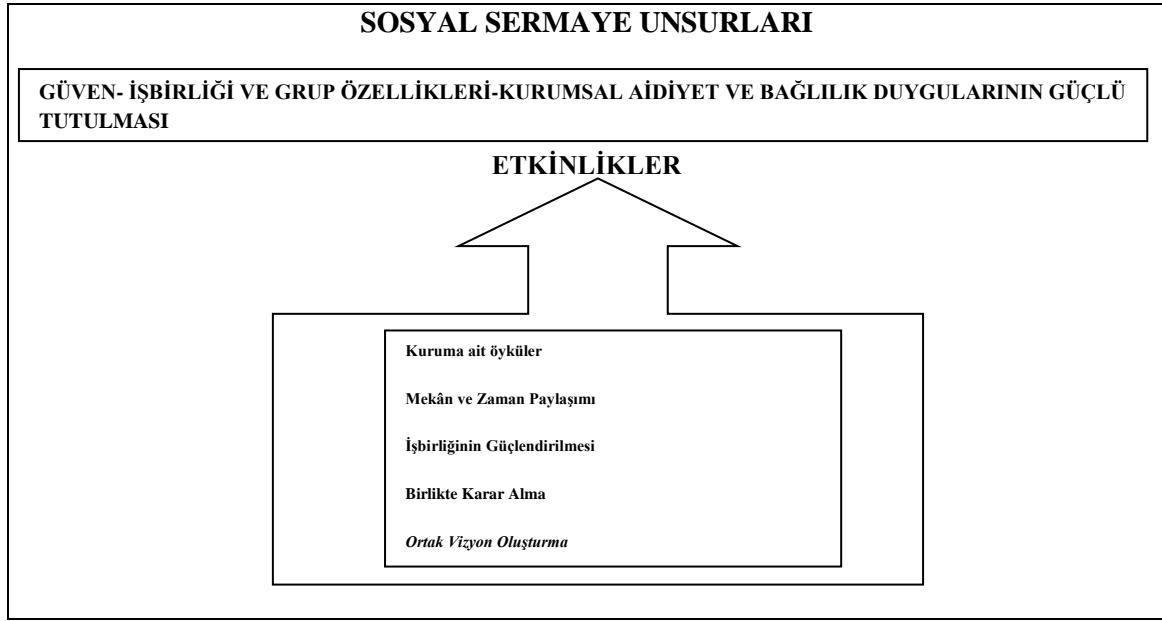 SOSYAL SERMAYE UNSURLARI
GÜVEN- İŞBİRLİĞİ VE GRUP ÖZELLİKLERİ-KURUMSAL AİDİYET VE BAĞLILIK DUYGULARININ GÜÇLÜ
TUTULMASI
ETKİNLİKLER
Kuruma ait öyküler
Mekân ve Zaman Paylaşımı
İşbirliğinin Güçlendirilmesi
Birlikte Karar Alma
Ortak Vizyon Oluşturma